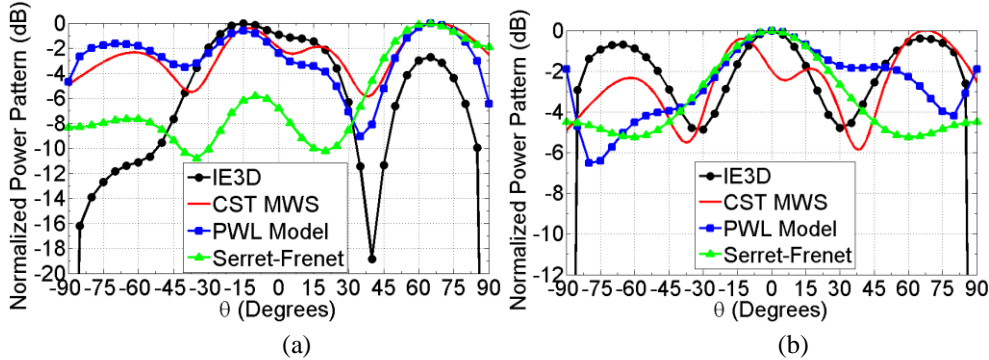 Normalized Power Pattern (dB)
0
-2
-4
-6
-8
-10
-12
-14
-16
-18
-20
IE3D
CST MWS
PWL Model
Serret-Frenet
-90 -75 -60 -45 -30 -15 0 15 30 45 60 75 90
θ (Degrees)
(a)
Normalized Power Pattern (dB)
0
-2
-4
-6
-8
-10
-12
IE3D
CST MWS
PWL Model
Serret-Frenet
-90 -75 -60 -45 -30 -15 0 15 30 45 60 75 90
θ (Degrees)
(b)